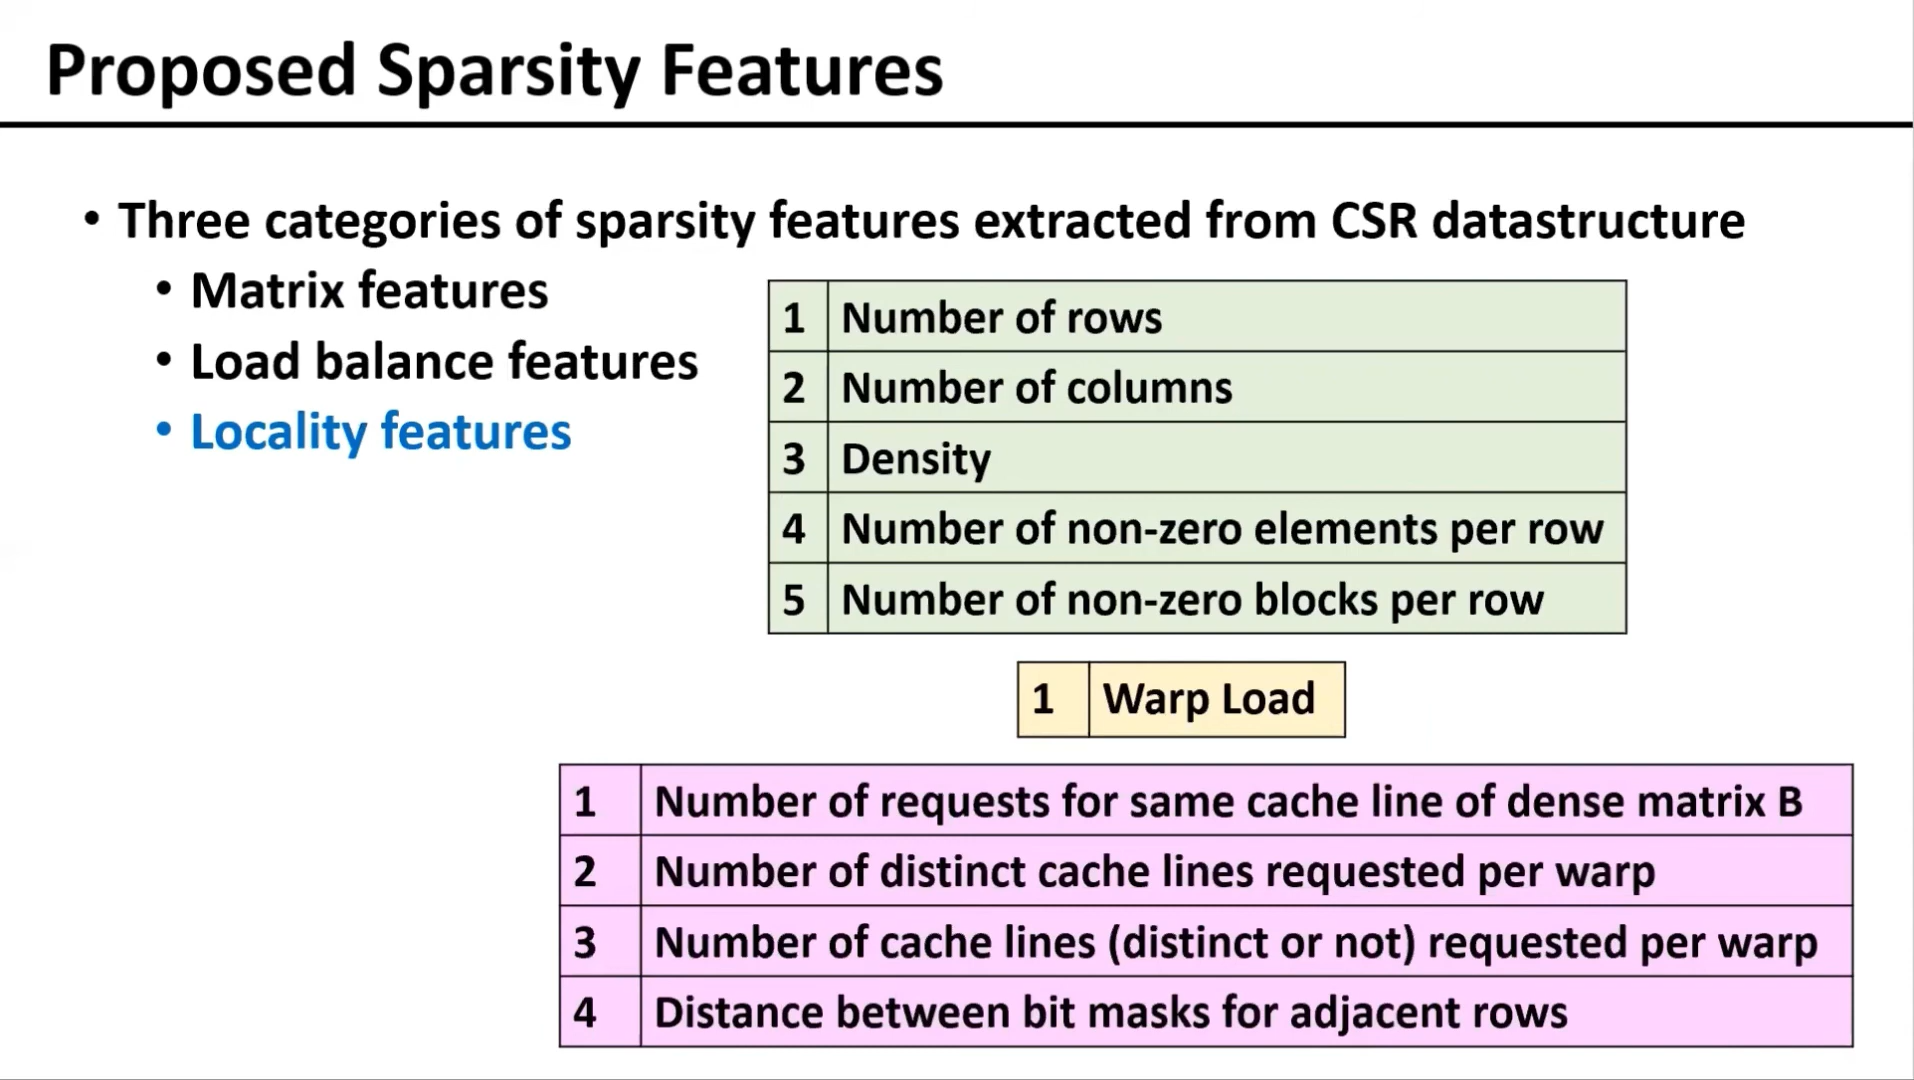 Proposed Sparsity Features
• Three categories of sparsity features extracted from CSR datastructure
• Matrix features
• Load balance features
• Locality features
1 Number of rows
2 Number of columns
3 Density
4 Number of non-zero elements per row
5 Number of non-zero blocks per row
1 Warp Load
1 Number of requests for same cache line of dense matrix B
2 Number of distinct cache lines requested per warp
3 Number of cache lines (distinct or not) requested per warp
4 Distance between bit masks for adjacent rows